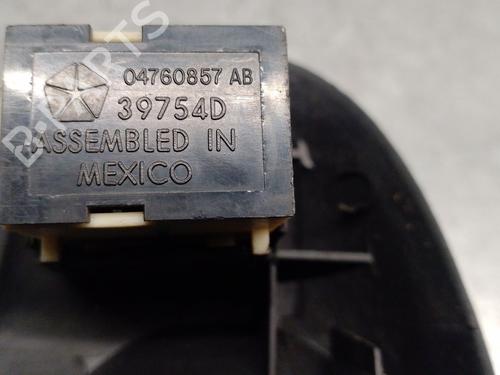 04760857 AB
39754D
ASSEMBLED IN
MEXICO